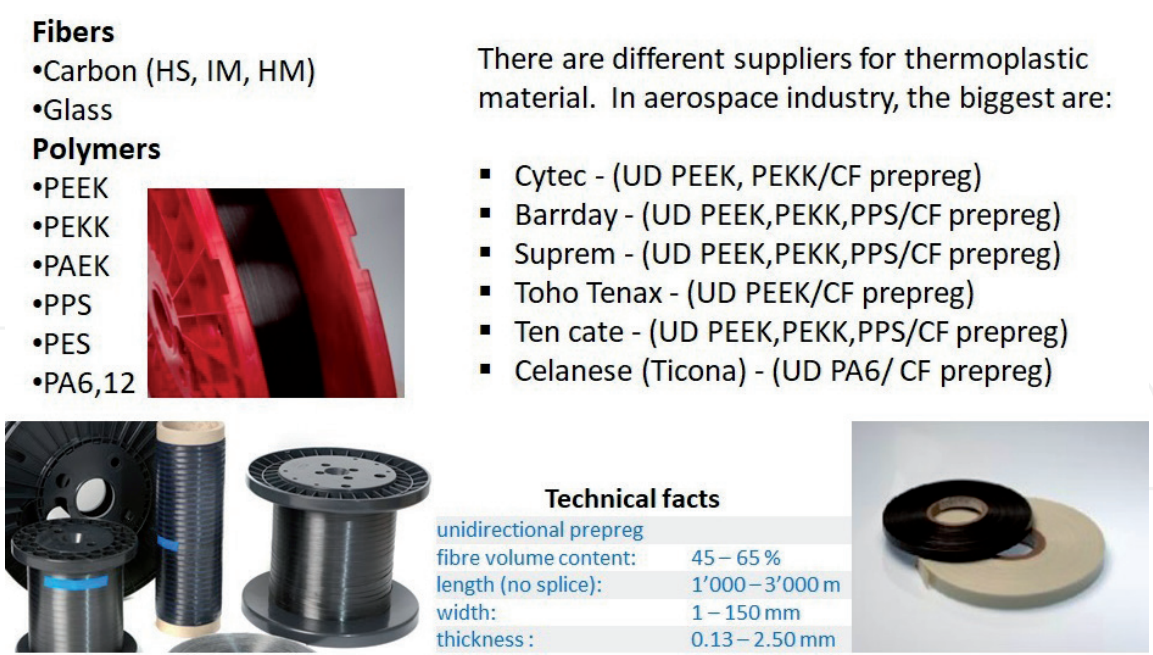 Fibers
•Carbon (HS, IM, HM)
•Glass
Polymers
•PEEK
•PEKK
•PAEK
•PPS
•PES
•PA6,12
There are different suppliers for thermoplastic
material.  In aerospace industry, the biggest are:
▪ Cytec - (UD PEEK, PEKK/CF prepreg)
▪ Barrday - (UD PEEK,PEKK,PPS/CF prepreg)
▪ Suprem - (UD PEEK,PEKK,PPS/CF prepreg)
▪ Toho Tenax - (UD PEEK/CF prepreg)
▪ Ten cate - (UD PEEK,PEKK,PPS/CF prepreg)
▪ Celanese (Ticona) - (UD PA6/ CF prepreg)
Technical facts
unidirectional prepreg
fibre volume content: 45 – 65 %
length (no splice): 1’000 – 3’000 m
width: 1 – 150 mm
thickness : 0.13 – 2.50 mm